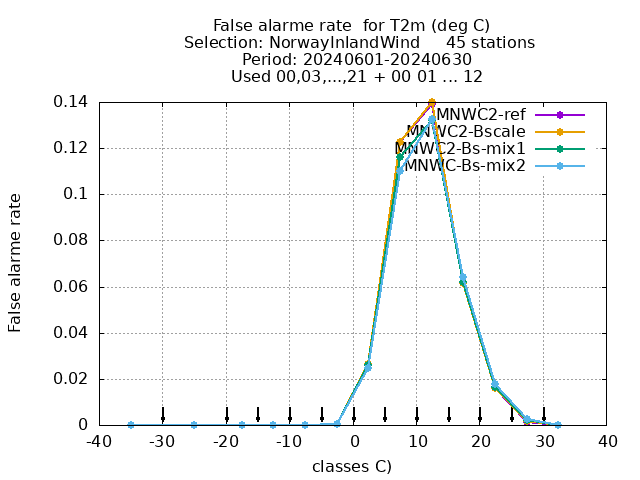 False alarme rate  for T2m (deg C)
Selection: NorwayInlandWind     45 stations
Period: 20240601-20240630
Used 00,03,...,21 + 00 01 ... 12
0.14
0.12
0.1
0.08
0.06
0.04
0.02
0
False alarme rate
MNWC2-ref
MNWC2-Bscale
MNWC2-Bs-mix1
MNWC-Bs-mix2
-40 -30 -20 -10 0 10 20 30 40
classes C)